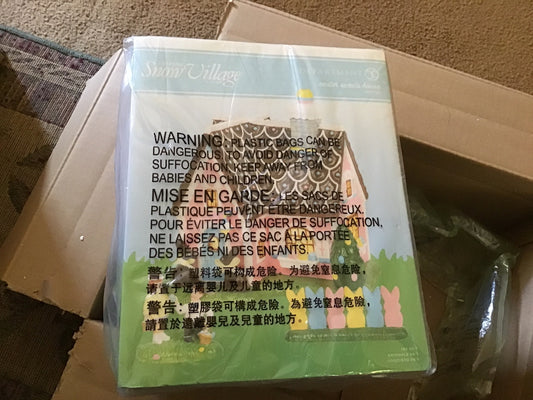 Snow Village
DEPARTMENT 56
WARNING: PLASTIC BAGS CAN BE
DANGEROUS. TO AVOID DANGER OF
SUFFOCATION, KEEP AWAY FROM
BABIES AND CHILDREN.
MISE EN GARDE: LES SACS DE
PLASTIQUE PEUVENT ETRE DANGEREUX.
POUR ÉVITER LE DANGER DE SUFFOCATION,
NE LAISSEZ PAS CE SAC À LA PORTÉE
DES BÉBÉS NI DES ENFANTS.
警告: 塑料袋可构成危险。为避免窒息危险，
请置于远离婴儿及儿童的地方。
警告: 塑膠袋可構成危險。為避免窒息危險，
請置於遠離嬰兒及兒童的地方。